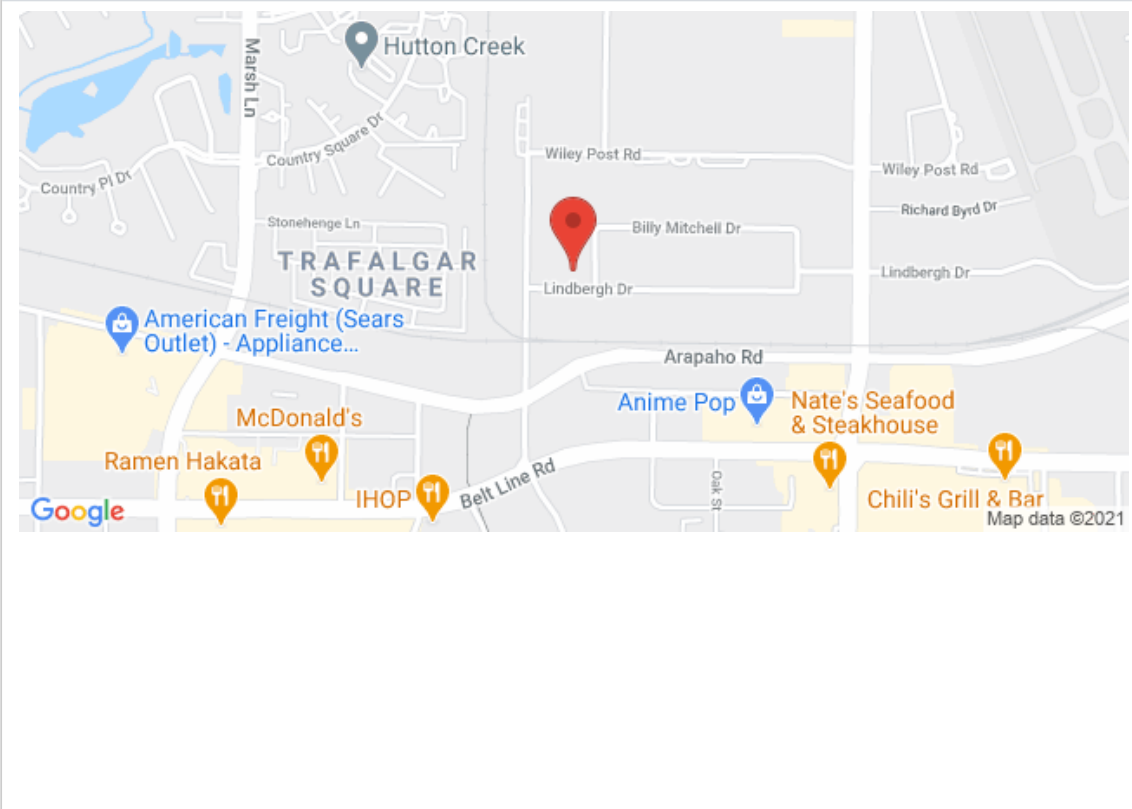 Hutton Creek
Marsh Ln
Country Square Dr
Wiley Post Rd
Wiley Post Rd
Country Pl Dr
Richard Byrd Dr
Stonehenge Ln
Billy Mitchell Dr
TRAFALGAR
SQUARE
Lindbergh Dr
Lindbergh Dr
American Freight (Sears
Outlet) - Appliance...
Arapaho Rd
Anime Pop
Nate's Seafood
& Steakhouse
McDonald's
Ramen Hakata
Belt Line Rd
Oak St
IHOP
Chili's Grill & Bar
Google
Map data ©2021